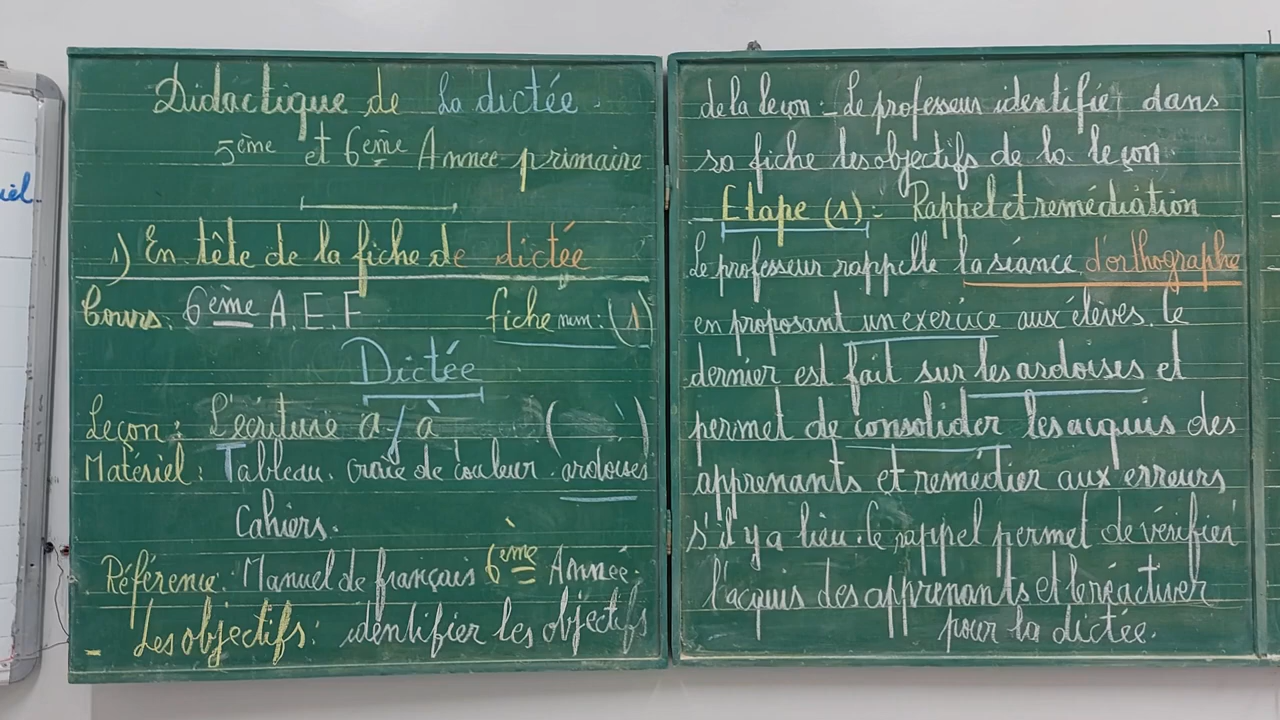 Didactique de la dictée.
5ème et 6ème Année primaire
1) En tête de la fiche de dictée
Cours: 6ème A.E.F fiche num: (1)
Dictée
Leçon: L'écriture a / à ( )
Matériel: Tableau. craie de couleur. ardoises
Cahiers.
Référence: Manuel de français 6ème Année.
- Les objectifs: identifier les objectifs
de la leçon: - Le professeur identifie dans
sa fiche les objectifs de la leçon
- Etape (1): Rappel et remédiation
Le professeur rappelle la séance d'orthographe
en proposant un exercice aux élèves. Ce
dernier est fait sur les ardoises et
permet de consolider les acquis des
apprenants et remédier aux erreurs
s'il y a lieu. le rappel permet de vérifier
l'acquis des apprenants et le réactiver
pour la dictée.
iel.